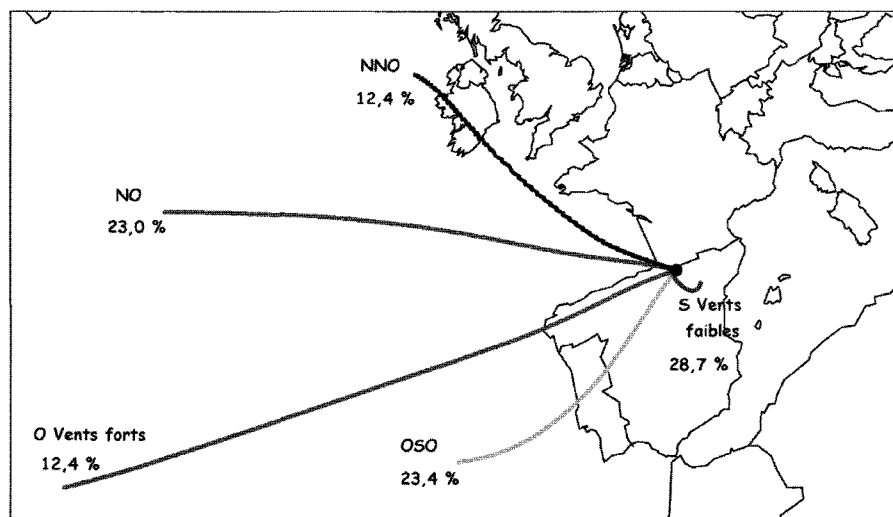 NNO
12,4 %
NO
23,0 %
S Vents
faibles
28,7 %
O Vents forts
12,4 %
OSO
23,4 %